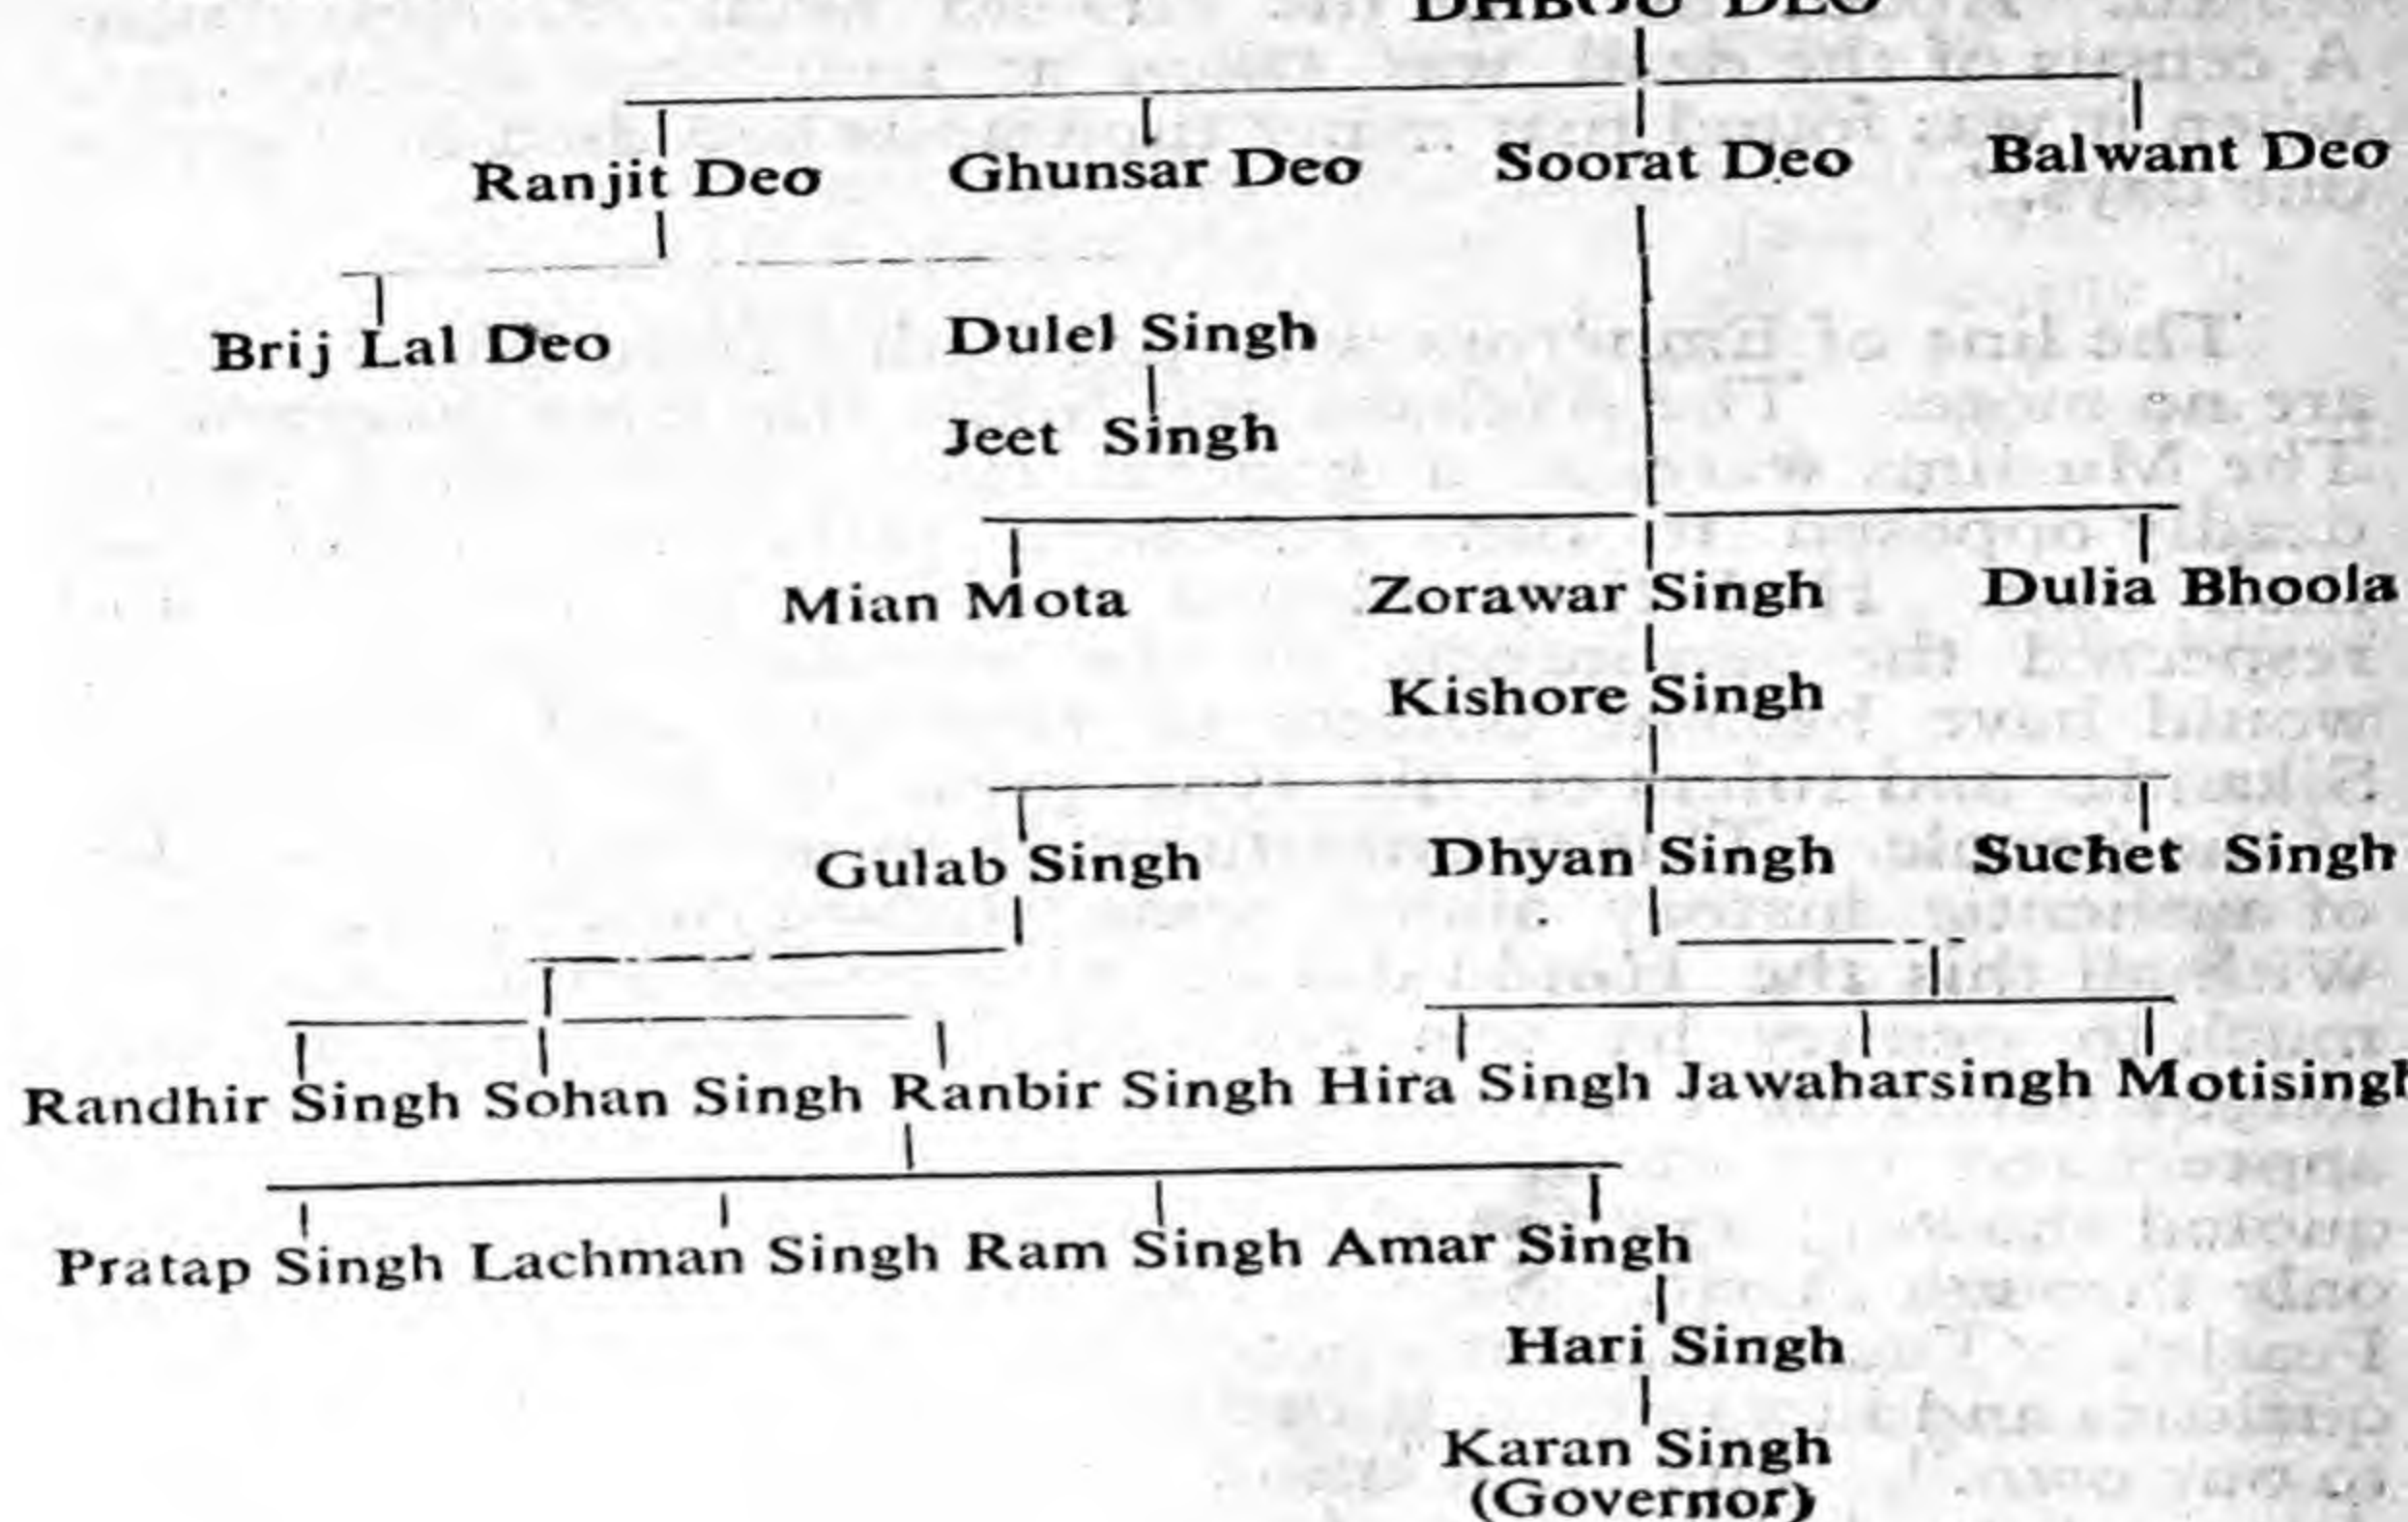 DEO
Ranjit Deo Ghunsar Deo Soorat Deo Balwant Deo
Brij Lal Deo Dulel Singh
Jeet Singh
Mian Mota Zorawar Singh Dulia Bhoola
Kishore Singh
Gulab Singh Dhyan Singh Suchet Singh
Randhir Singh Sohan Singh Ranbir Singh Hira Singh Jawaharsingh Motisingh
Pratap Singh Lachman Singh Ram Singh Amar Singh
Hari Singh
Karan Singh
(Governor)